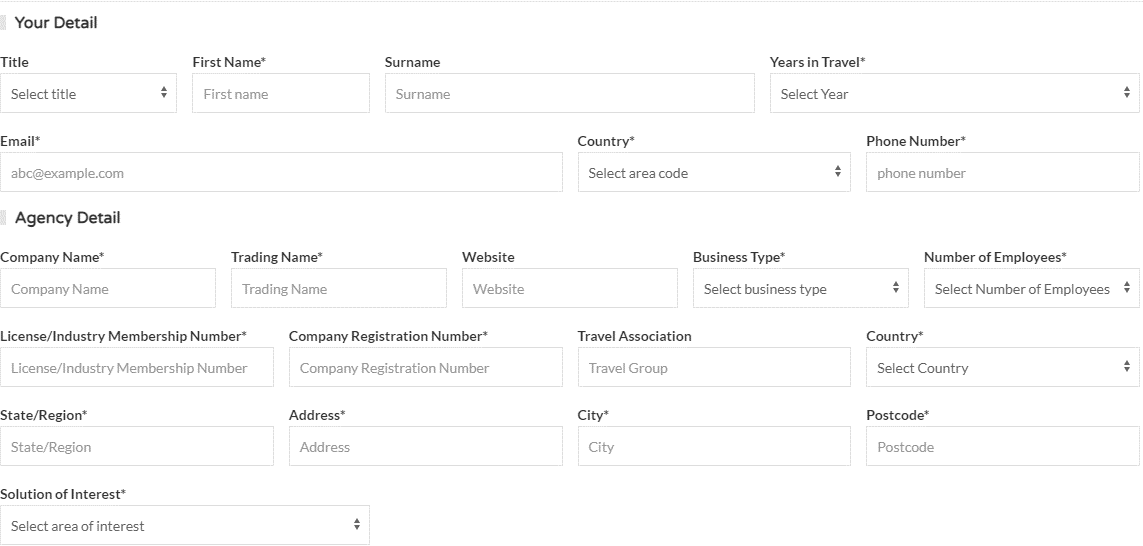 Your Detail
Title First Name* Surname Years in Travel*
Select title First name Surname Select Year
Email* Country* Phone Number*
abc@example.com Select area code phone number
Agency Detail
Company Name* Trading Name* Website Business Type* Number of Employees*
Company Name Trading Name Website Select business type Select Number of Employees
License/Industry Membership Number* Company Registration Number* Travel Association Country*
License/Industry Membership Number Company Registration Number Travel Group Select Country
State/Region* Address* City* Postcode*
State/Region Address City Postcode
Solution of Interest*
Select area of interest